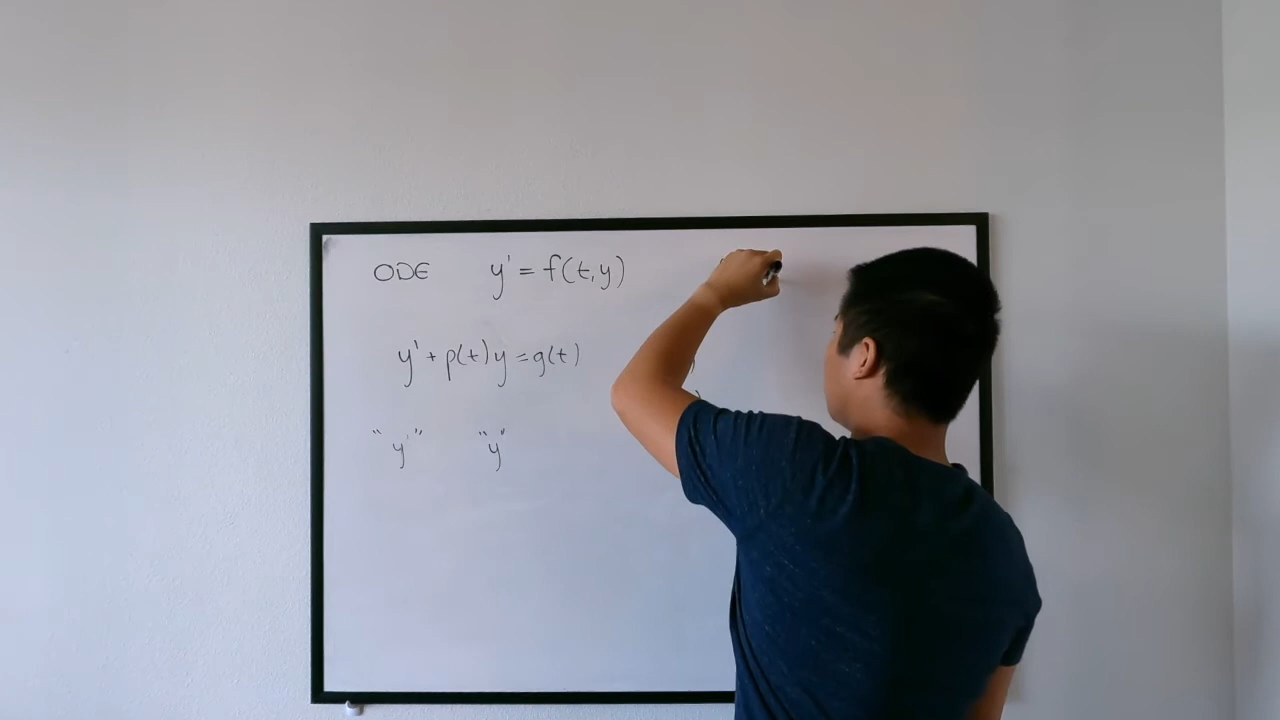 ODE y' = f(t,y)
y' + p(t)y = g(t)
"y'" "y"